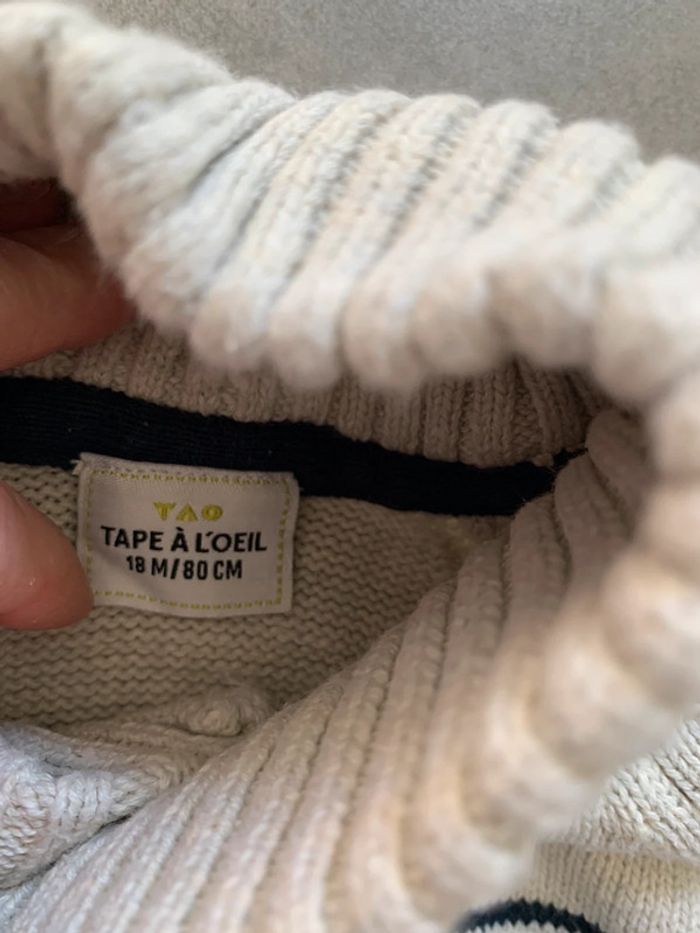 TAO
TAPE À L'OEIL
18 M/80 CM